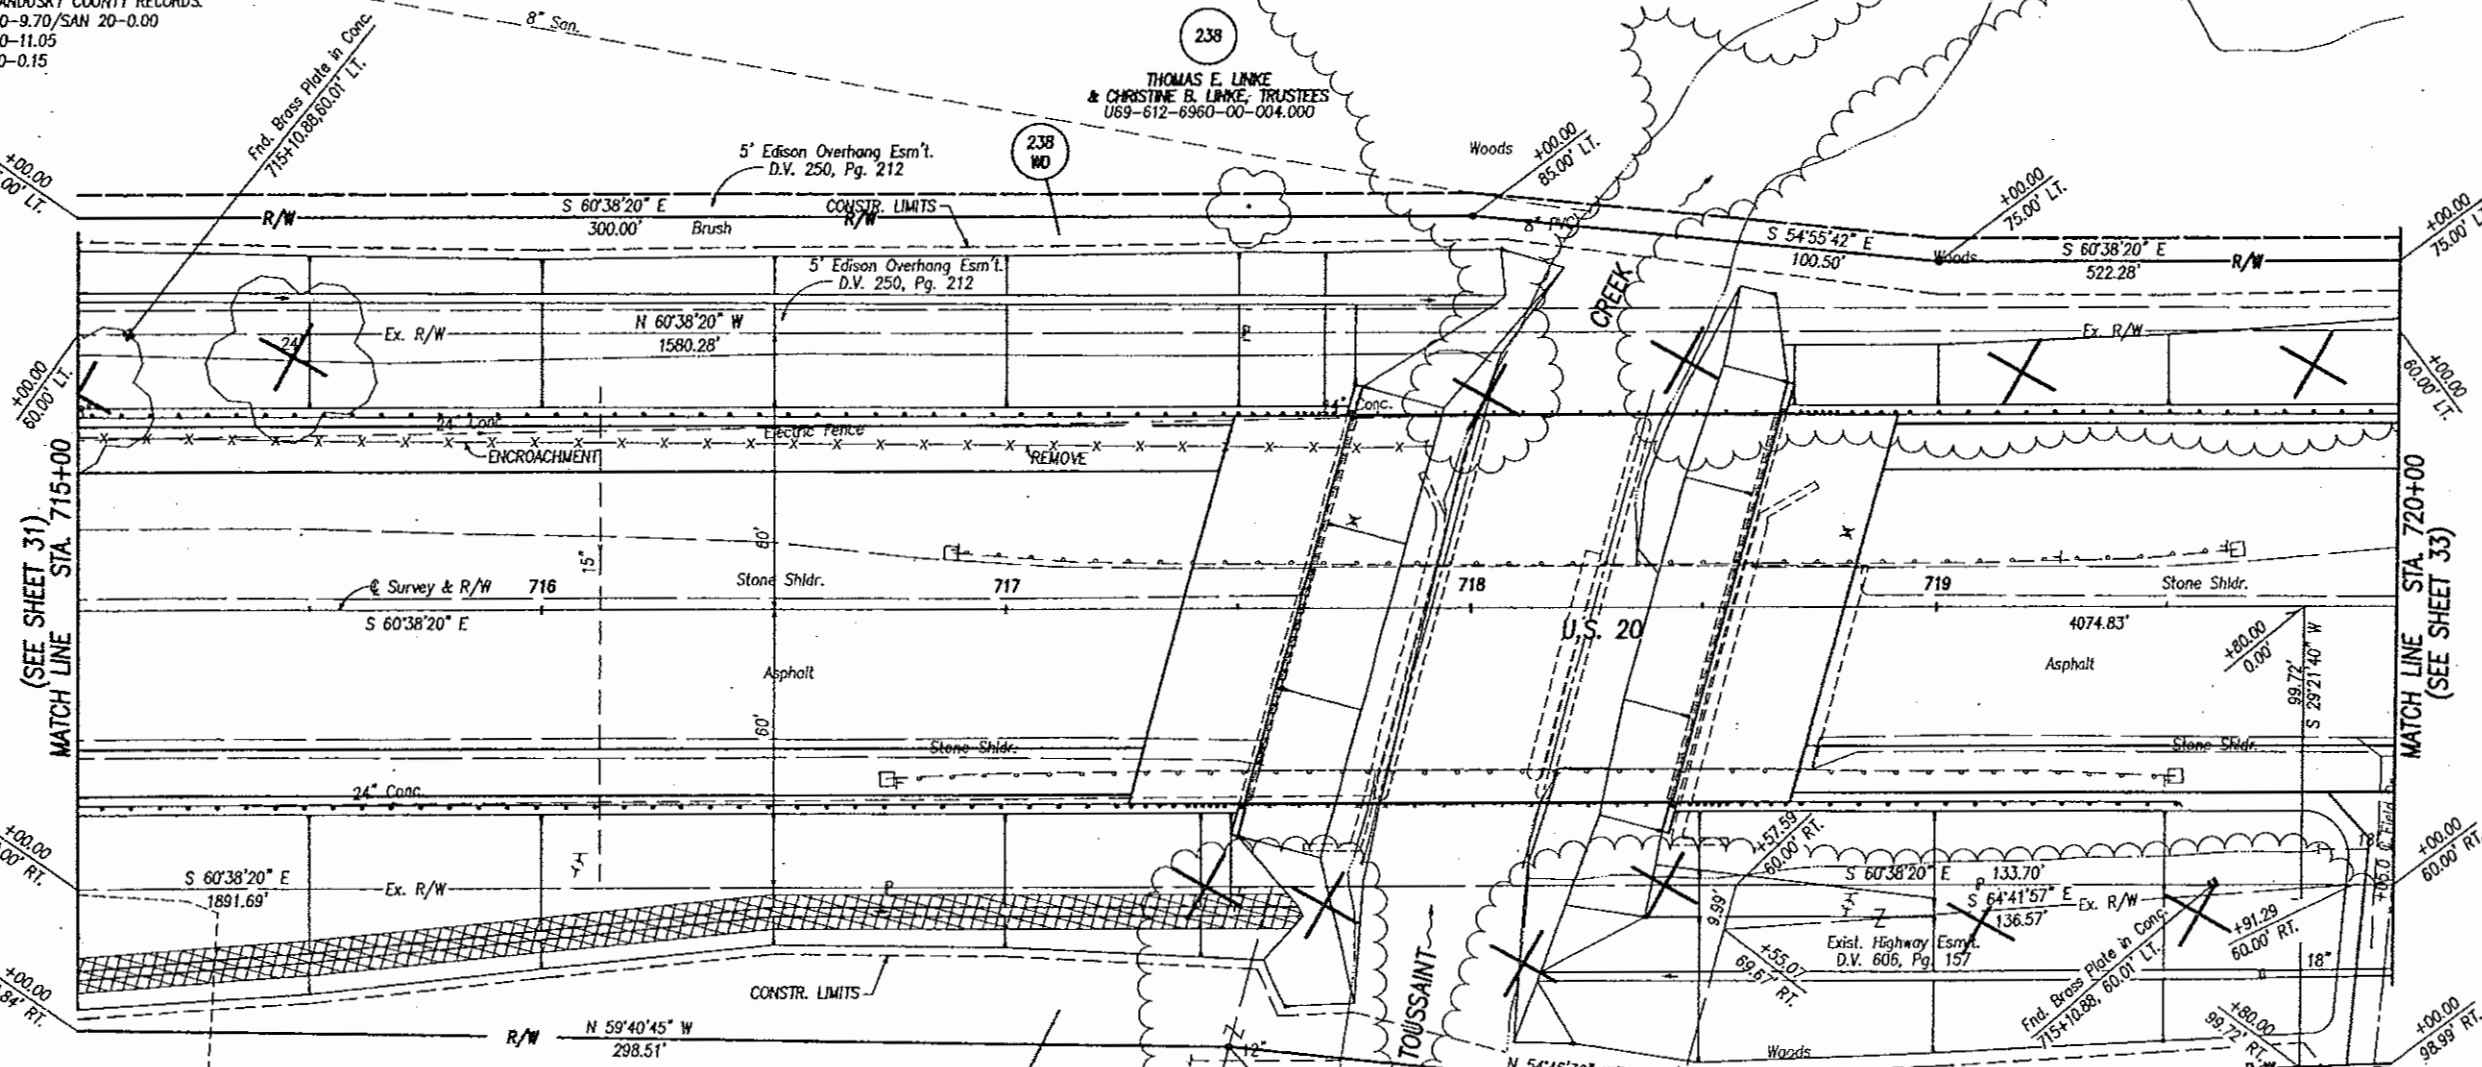 0-9.70/SAN 20-0.00
0-11.05
0-0.15
Fnd. Brass Plate in Conc.
715+10.88,60.01' LT.
8" San.
238
THOMAS E. LINKE
& CHRISTINE B. LINKE, TRUSTEES
U69-612-6960-00-004.000
238
WD
5' Edison Overhang Esm't.
D.V. 250, Pg. 212
Woods
+00.00
85.00' LT.
+00.00
75.00' LT.
+00.00
75.00' LT.
+00.00
.00' LT.
R/W
S 60°38'20" E
300.00'
Brush
CONSTR. LIMITS
R/W
8" PVC
S 54°55'42" E
100.50'
Woods
S 60°38'20" E
522.28'
R/W
5' Edison Overhang Esm't.
D.V. 250, Pg. 212
CREEK
24"
Ex. R/W
N 60°38'20" W
1580.28'
P
Ex. R/W
+00.00
60.00' LT.
+00.00
60.00' LT.
24" Conc.
24" Conc.
Electric Fence
ENCROACHMENT
REMOVE
(SEE SHEET 31)
MATCH LINE STA. 715+00
MATCH LINE STA. 720+00
(SEE SHEET 33)
15"
60'
℄ Survey & R/W
716
Stone Shldr.
717
718
719
Stone Shldr.
S 60°38'20" E
U.S. 20
4074.83'
+80.00
0.00'
99.72'
S 29°21'40" W
Asphalt
Asphalt
60'
Stone Shldr.
Stone Shldr.
24" Conc.
+00.00
.00' RT.
S 60°38'20" E
1891.69'
Ex. R/W
P
+57.59
60.00' RT.
9.99'
S 60°38'20" E
133.70'
P
S 64°41'57" E
136.57'
Ex. R/W
18"
+00.00
60.00' RT.
Exist. Highway Esm't.
D.V. 606, Pg. 157
+55.07
69.67' RT.
+91.29
60.00' RT.
18"
Fnd. Brass Plate in Conc.
715+10.88, 60.01' LT.
+80.00
99.72' RT.
+00.00
98.99' RT.
+00.00
.84' RT.
CONSTR. LIMITS
TOUSSAINT
R/W
N 59°40'45" W
298.51'
12"
Woods